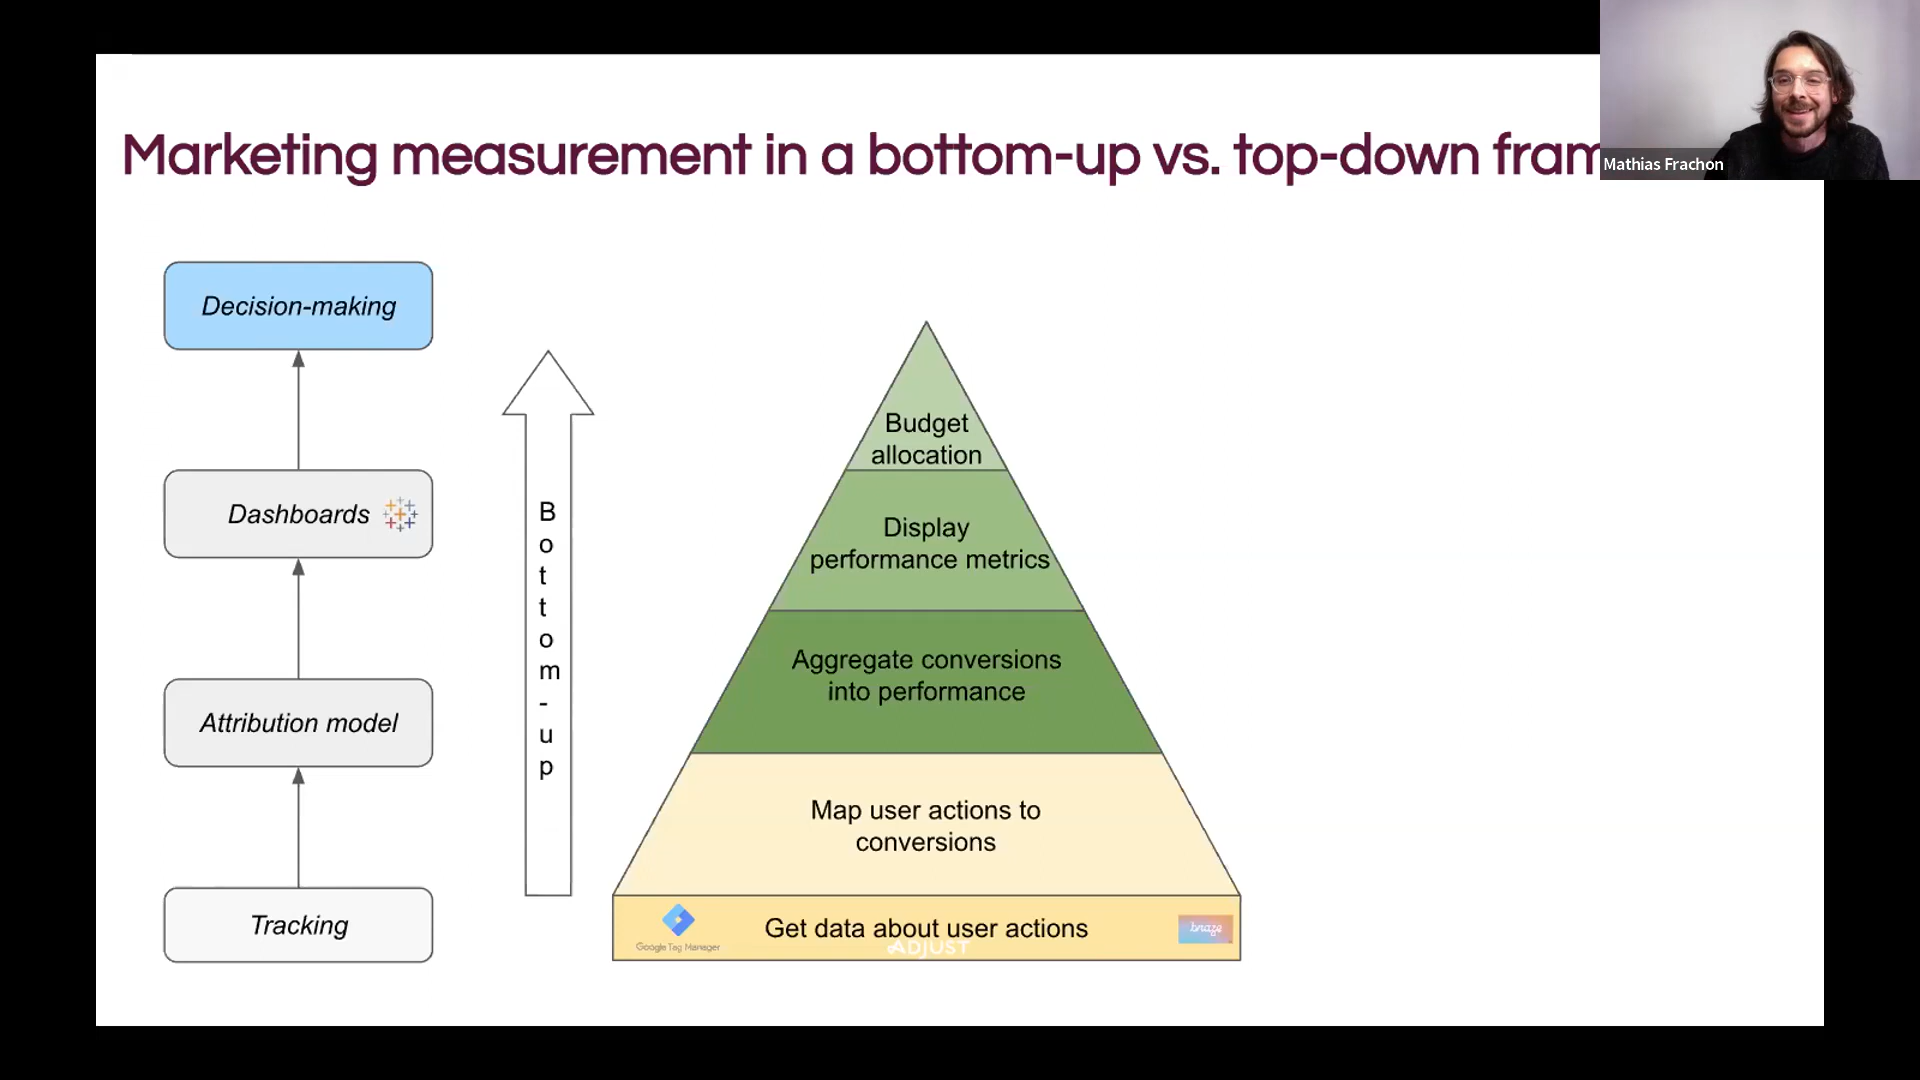 Marketing measurement in a bottom-up vs. top-down fram
Mathias Frachon
Decision-making
Dashboards
Attribution model
Tracking
Bottom-up
Budget
allocation
Display
performance metrics
Aggregate conversions
into performance
Map user actions to
conversions
Get data about user actions
Google Tag Manager
ADJUST
braze